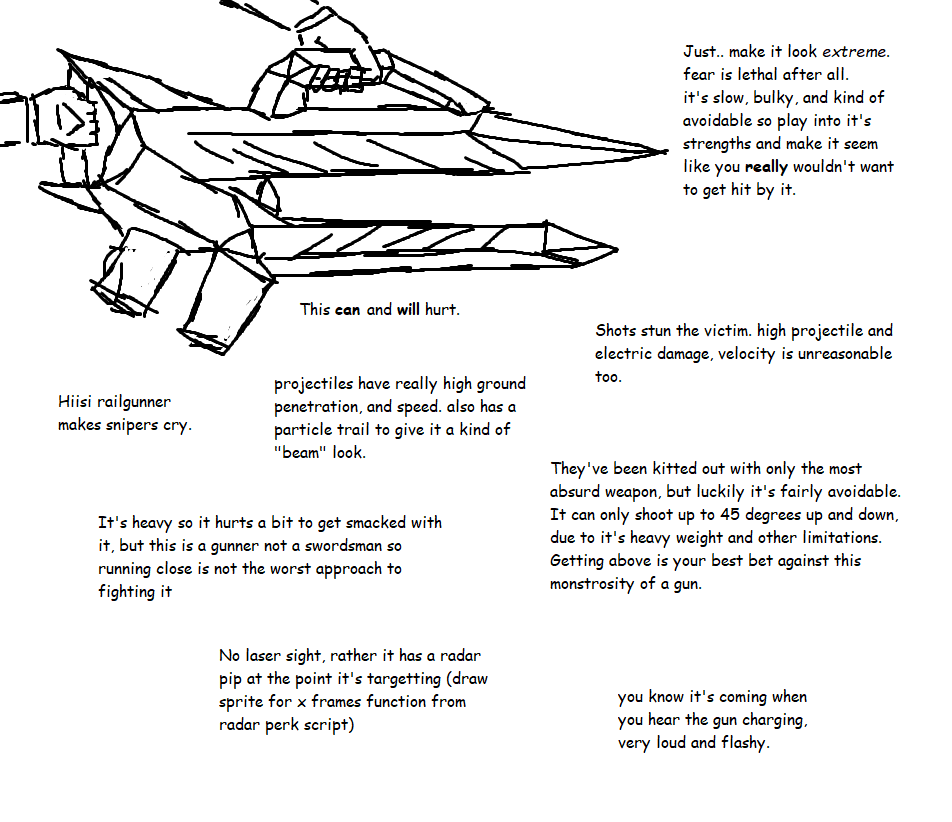 Just.. make it look extreme.
fear is lethal after all.
it's slow, bulky, and kind of
avoidable so play into it's
strengths and make it seem
like you really wouldn't want
to get hit by it.
This can and will hurt.
Shots stun the victim. high projectile and
electric damage, velocity is unreasonable
too.
projectiles have really high ground
penetration, and speed. also has a
particle trail to give it a kind of
"beam" look.
Hiisi railgunner
makes snipers cry.
They've been kitted out with only the most
absurd weapon, but luckily it's fairly avoidable.
It can only shoot up to 45 degrees up and down,
due to it's heavy weight and other limitations.
Getting above is your best bet against this
monstrosity of a gun.
It's heavy so it hurts a bit to get smacked with
it, but this is a gunner not a swordsman so
running close is not the worst approach to
fighting it
No laser sight, rather it has a radar
pip at the point it's targetting (draw
sprite for x frames function from
radar perk script)
you know it's coming when
you hear the gun charging,
very loud and flashy.